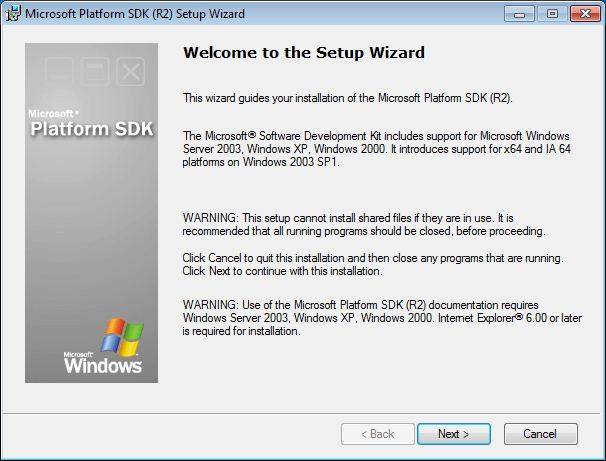 Microsoft Platform SDK (R2) Setup Wizard
Welcome to the Setup Wizard
Microsoft®
Platform SDK
This wizard guides your installation of the Microsoft Platform SDK (R2).
The Microsoft® Software Development Kit includes support for Microsoft Windows
Server 2003, Windows XP, Windows 2000. It introduces support for x64 and IA 64
platforms on Windows 2003 SP1.
WARNING: This setup cannot install shared files if they are in use. It is
recommended that all running programs should be closed, before proceeding.
Click Cancel to quit this installation and then close any programs that are running.
Click Next to continue with this installation.
WARNING: Use of the Microsoft Platform SDK (R2) documentation requires
Windows Server 2003, Windows XP, Windows 2000. Internet Explorer® 6.00 or later
is required for installation.
Microsoft®
Windows
< Back
Next >
Cancel